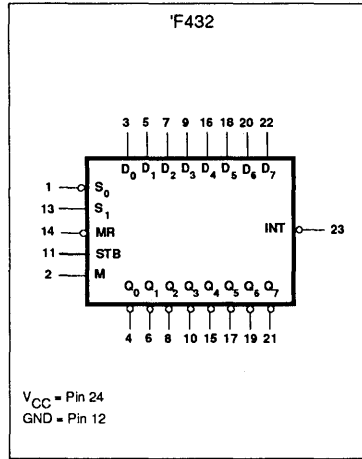 'F432
3 5 7 9 16 18 20 22
D0 D1 D2 D3 D4 D5 D6 D7
1 S0
13 S1
14 MR
INT 23
11 STB
2 M
Q0 Q1 Q2 Q3 Q4 Q5 Q6 Q7
4 6 8 10 15 17 19 21
VCC = Pin 24
GND = Pin 12